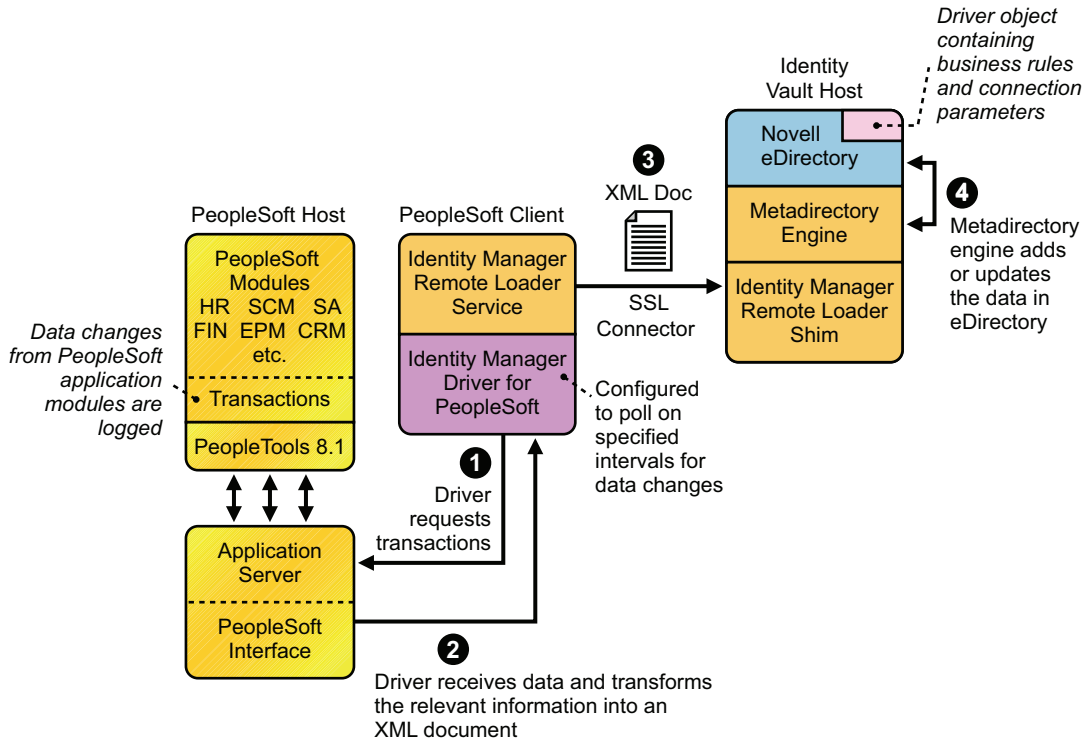 Driver object
containing
business rules
and connection
parameters
Identity
Vault Host
Novell
eDirectory
3
XML Doc
4
Metadirectory
engine adds
or updates
the data in
eDirectory
PeopleSoft Host
PeopleSoft Client
Metadirectory
Engine
PeopleSoft
Modules
HR SCM SA
FIN EPM CRM
etc.
Identity Manager
Remote Loader
Service
SSL
Connector
Identity Manager
Remote Loader
Shim
Data changes
from PeopleSoft
application
modules are
logged
Transactions
PeopleTools 8.1
Identity Manager
Driver for
PeopleSoft
Configured
to poll on
specified
intervals for
data changes
1
Driver
requests
transactions
Application
Server
PeopleSoft
Interface
2
Driver receives data and transforms
the relevant information into an
XML document